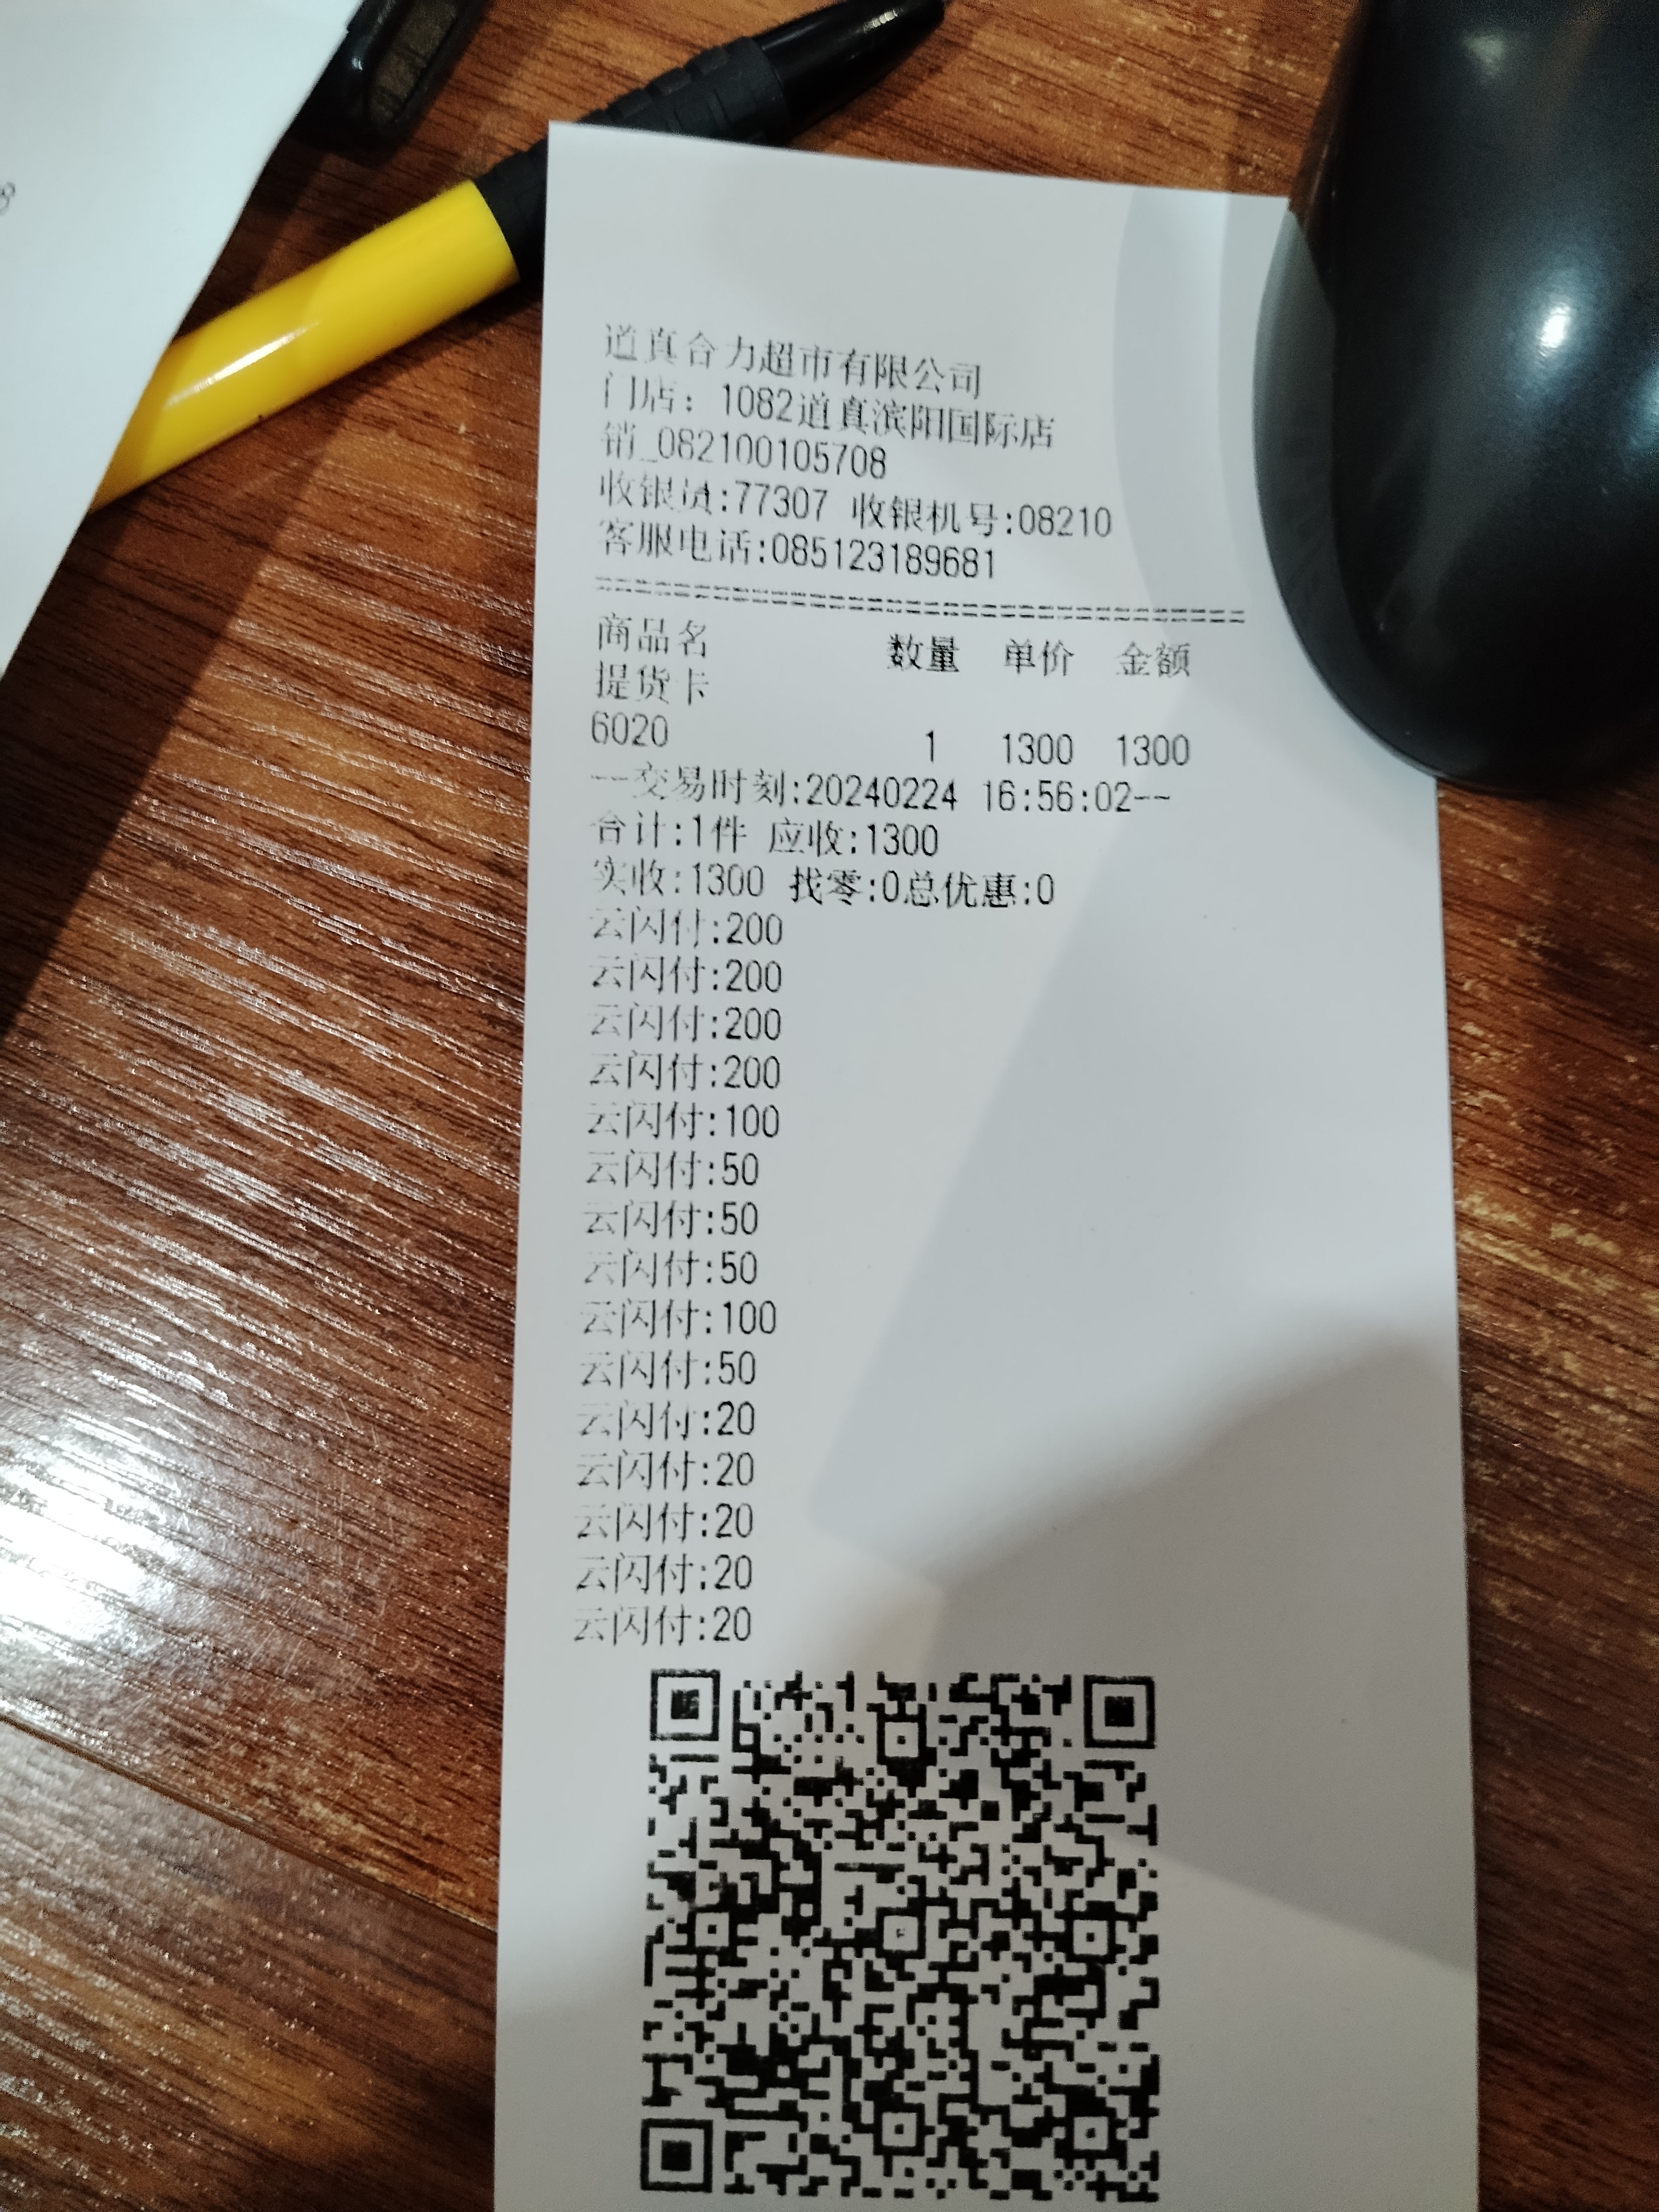 8
道真合力超市有限公司
门店：1082道真滨阳国际店
销_082100105708
收银员:77307 收银机号:08210
客服电话:085123189681
商品名 数量 单价 金额
提货卡
6020 1 1300 1300
--交易时刻:20240224 16:56:02--
合计:1件 应收:1300
实收:1300 找零:0总优惠:0
云闪付:200
云闪付:200
云闪付:200
云闪付:200
云闪付:100
云闪付:50
云闪付:50
云闪付:50
云闪付:100
云闪付:50
云闪付:20
云闪付:20
云闪付:20
云闪付:20
云闪付:20